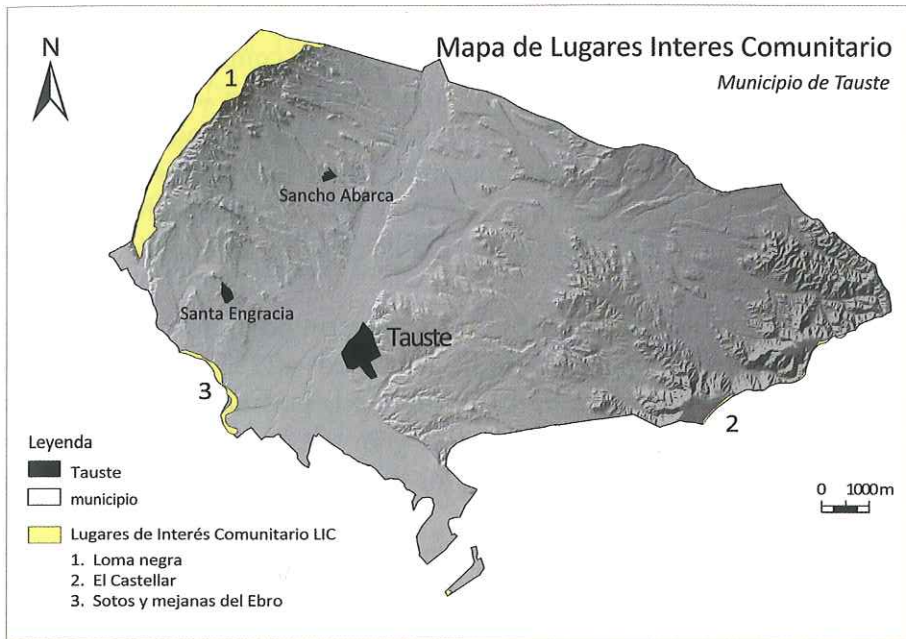 N
Mapa de Lugares Interes Comunitario
Municipio de Tauste
1
Sancho Abarca
Santa Engracia
Tauste
3
2
Leyenda
Tauste
municipio
Lugares de Interés Comunitario LIC
1. Loma negra
2. El Castellar
3. Sotos y mejanas del Ebro
0 1000m